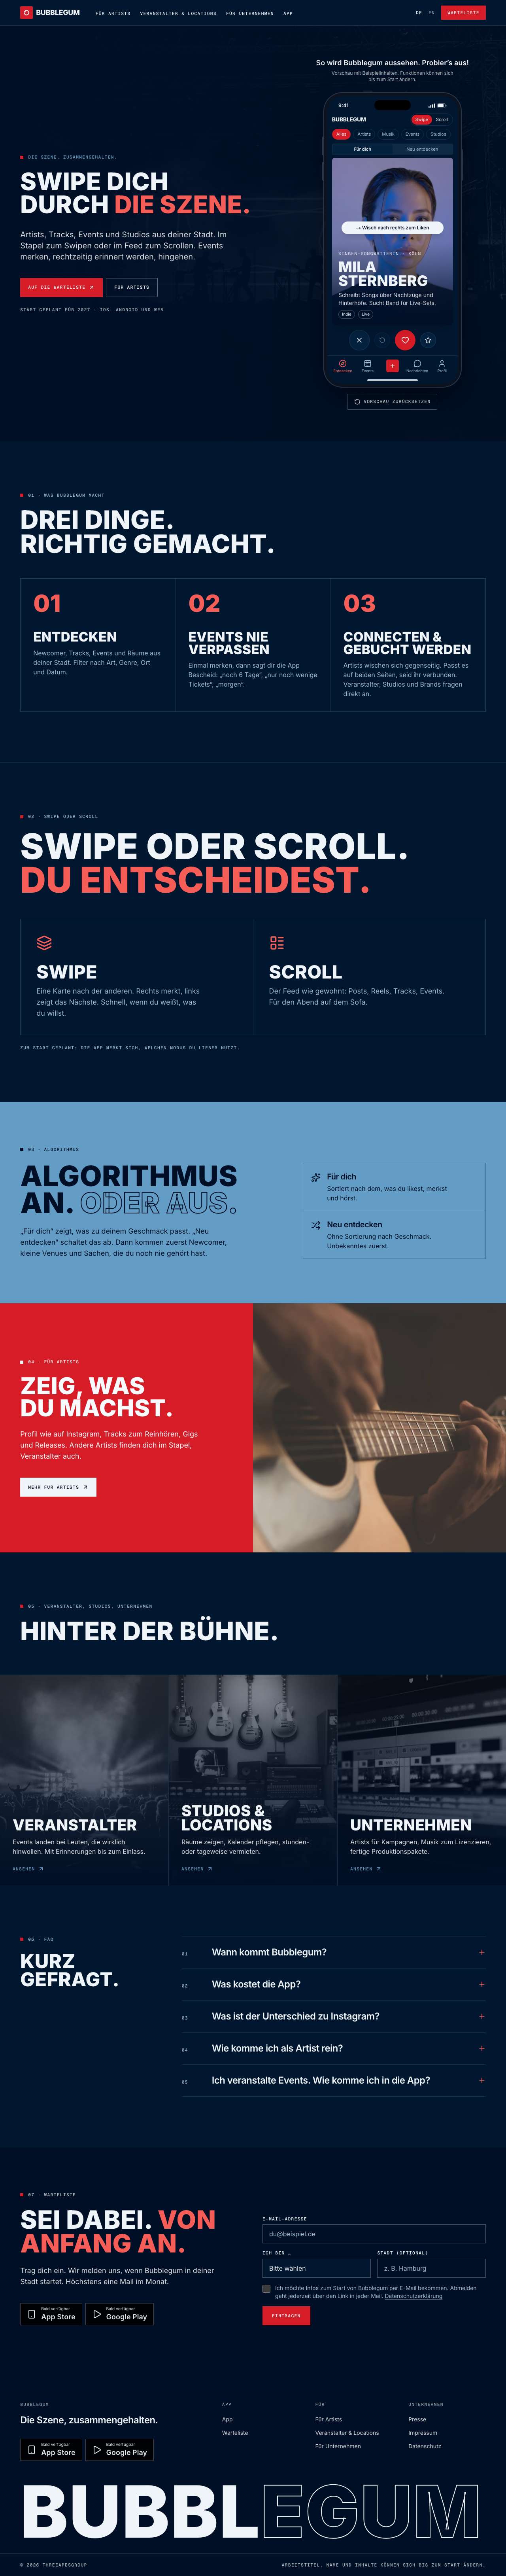 BUBBLEGUM
FÜR ARTISTS
VERANSTALTER & LOCATIONS
FÜR UNTERNEHMEN
APP
DE
EN
WARTELISTE
DIE SZENE, ZUSAMMENGEHALTEN.
SWIPE DICH
DURCH DIE SZENE.
Artists, Tracks, Events und Studios aus deiner Stadt. Im
Stapel zum Swipen oder im Feed zum Scrollen. Events
merken, rechtzeitig erinnert werden, hingehen.
AUF DIE WARTELISTE
FÜR ARTISTS
START GEPLANT FÜR 2027 · IOS, ANDROID UND WEB
So wird Bubblegum aussehen. Probier's aus!
Vorschau mit Beispielinhalten. Funktionen können sich
bis zum Start ändern.
9:41
BUBBLEGUM
Swipe
Scroll
Alles
Artists
Musik
Events
Studios
Für dich
Neu entdecken
→ Wisch nach rechts zum Liken
SINGER-SONGWRITERIN · KÖLN
MILA
STERNBERG
Schreibt Songs über Nachtzüge und
Hinterhöfe. Sucht Band für Live-Sets.
Indie
Live
Entdecken
Events
Nachrichten
Profil
VORSCHAU ZURÜCKSETZEN
01 · WAS BUBBLEGUM MACHT
DREI DINGE.
RICHTIG GEMACHT.
01
ENTDECKEN
Newcomer, Tracks, Events und Räume aus
deiner Stadt. Filter nach Art, Genre, Ort
und Datum.
02
EVENTS NIE
VERPASSEN
Einmal merken, dann sagt dir die App
Bescheid: „noch 6 Tage“, „nur noch wenige
Tickets“, „morgen“.
03
CONNECTEN &
GEBUCHT WERDEN
Artists wischen sich gegenseitig. Passt es
auf beiden Seiten, seid ihr verbunden.
Veranstalter, Studios und Brands fragen
direkt an.
02 · SWIPE ODER SCROLL
SWIPE ODER SCROLL.
DU ENTSCHEIDEST.
SWIPE
Eine Karte nach der anderen. Rechts merkt, links
zeigt das Nächste. Schnell, wenn du weißt, was
du willst.
SCROLL
Der Feed wie gewohnt: Posts, Reels, Tracks, Events.
Für den Abend auf dem Sofa.
ZUM START GEPLANT: DIE APP MERKT SICH, WELCHEN MODUS DU LIEBER NUTZT.
03 · ALGORITHMUS
ALGORITHMUS
AN. ODER AUS.
„Für dich“ zeigt, was zu deinem Geschmack passt. „Neu
entdecken“ schaltet das ab. Dann kommen zuerst Newcomer,
kleine Venues und Sachen, die du noch nie gehört hast.
Für dich
Sortiert nach dem, was du likest, merkst
und hörst.
Neu entdecken
Ohne Sortierung nach Geschmack.
Unbekanntes zuerst.
04 · FÜR ARTISTS
ZEIG, WAS
DU MACHST.
Profil wie auf Instagram, Tracks zum Reinhören, Gigs
und Releases. Andere Artists finden dich im Stapel,
Veranstalter auch.
MEHR FÜR ARTISTS
05 · VERANSTALTER, STUDIOS, UNTERNEHMEN
HINTER DER BÜHNE.
VERANSTALTER
Events landen bei Leuten, die wirklich
hinwollen. Mit Erinnerungen bis zum Einlass.
ANSEHEN
STUDIOS &
LOCATIONS
Räume zeigen, Kalender pflegen, stunden-
oder tageweise vermieten.
ANSEHEN
UNTERNEHMEN
Artists für Kampagnen, Musik zum Lizenzieren,
fertige Produktionspakete.
ANSEHEN
06 · FAQ
KURZ
GEFRAGT.
01
Wann kommt Bubblegum?
02
Was kostet die App?
03
Was ist der Unterschied zu Instagram?
04
Wie komme ich als Artist rein?
05
Ich veranstalte Events. Wie komme ich in die App?
07 · WARTELISTE
SEI DABEI. VON
ANFANG AN.
Trag dich ein. Wir melden uns, wenn Bubblegum in deiner
Stadt startet. Höchstens eine Mail im Monat.
Bald verfügbar
App Store
Bald verfügbar
Google Play
E-MAIL-ADRESSE
du@beispiel.de
ICH BIN …
Bitte wählen
STADT (OPTIONAL)
z. B. Hamburg
Ich möchte Infos zum Start von Bubblegum per E-Mail bekommen. Abmelden
geht jederzeit über den Link in jeder Mail. Datenschutzerklärung
EINTRAGEN
BUBBLEGUM
Die Szene, zusammengehalten.
Bald verfügbar
App Store
Bald verfügbar
Google Play
APP
App
Warteliste
FÜR
Für Artists
Veranstalter & Locations
Für Unternehmen
UNTERNEHMEN
Presse
Impressum
Datenschutz
BUBBLEGUM
© 2026 THREEAPESGROUP
ARBEITSTITEL. NAME UND INHALTE KÖNNEN SICH BIS ZUM START ÄNDERN.